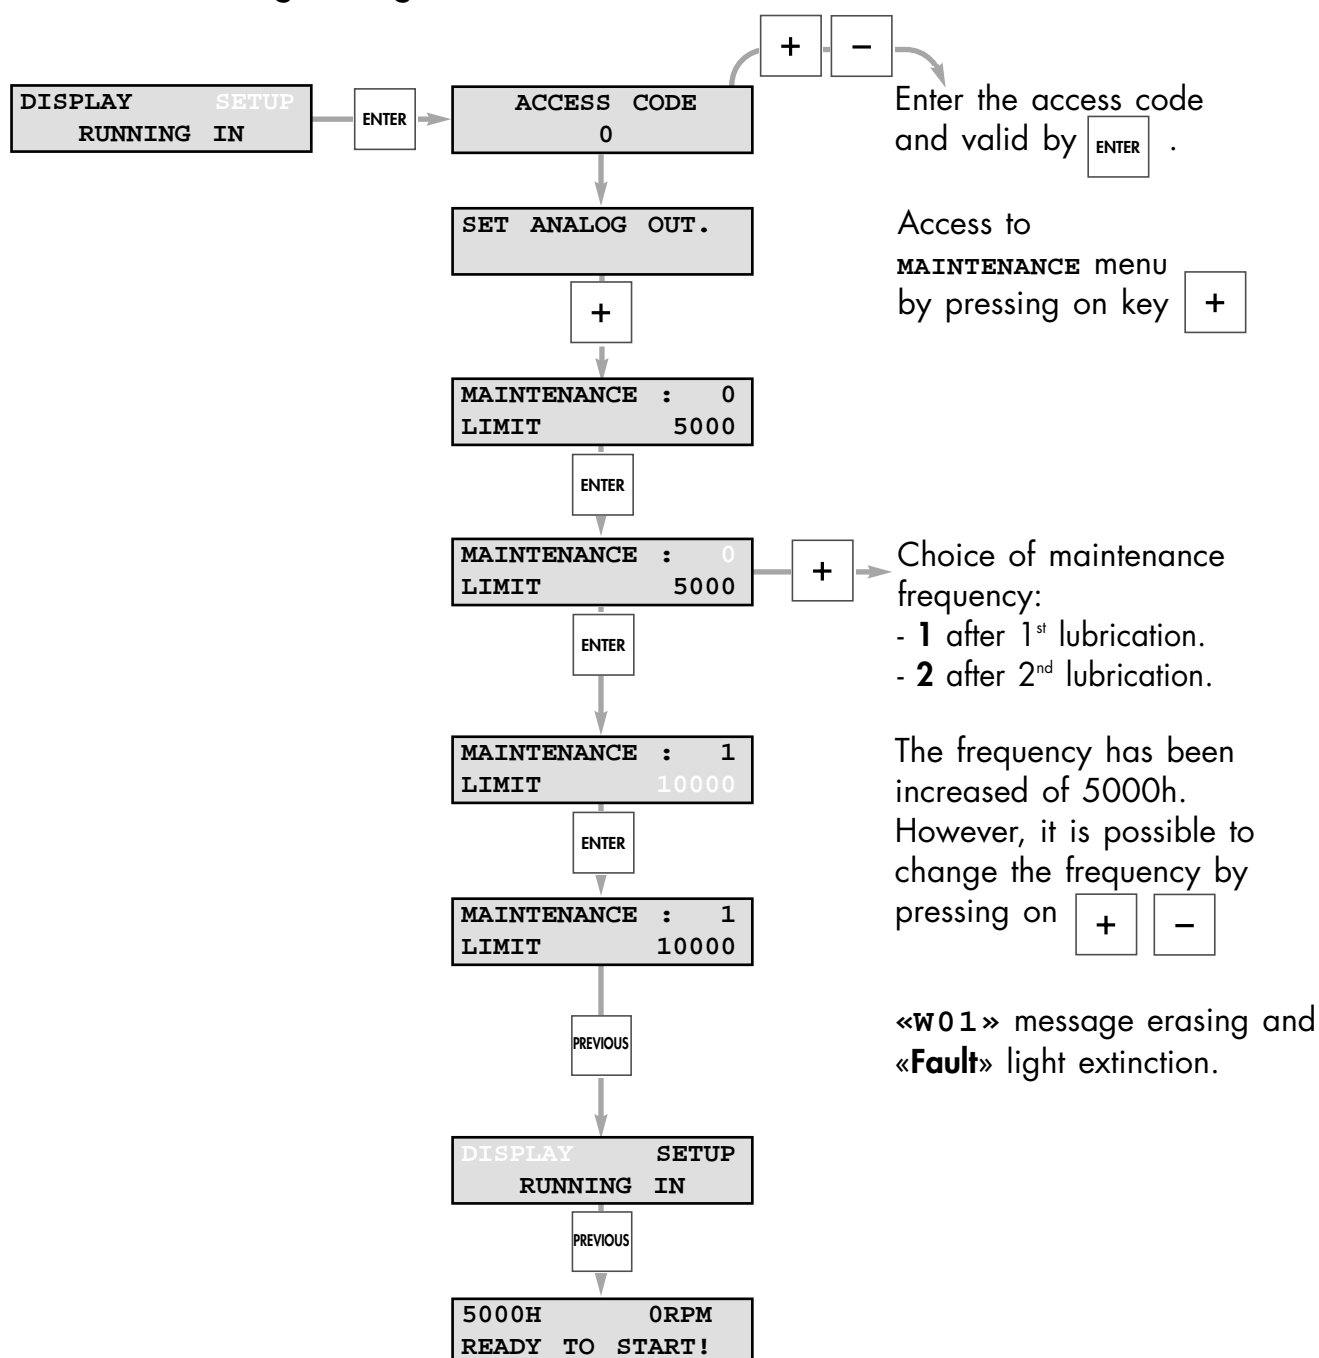 + −
DISPLAY SETUP
RUNNING IN
ENTER
ACCESS CODE
0
Enter the access code
and valid by ENTER .
SET ANALOG OUT.
Access to
MAINTENANCE menu
by pressing on key +
+
MAINTENANCE : 0
LIMIT 5000
ENTER
MAINTENANCE : 0
LIMIT 5000
+
Choice of maintenance
frequency:
- 1 after 1st lubrication.
- 2 after 2nd lubrication.
ENTER
MAINTENANCE : 1
LIMIT 10000
The frequency has been
increased of 5000h.
However, it is possible to
change the frequency by
pressing on + −
ENTER
MAINTENANCE : 1
LIMIT 10000
«W01» message erasing and
«Fault» light extinction.
PREVIOUS
DISPLAY SETUP
RUNNING IN
PREVIOUS
5000H 0RPM
READY TO START!